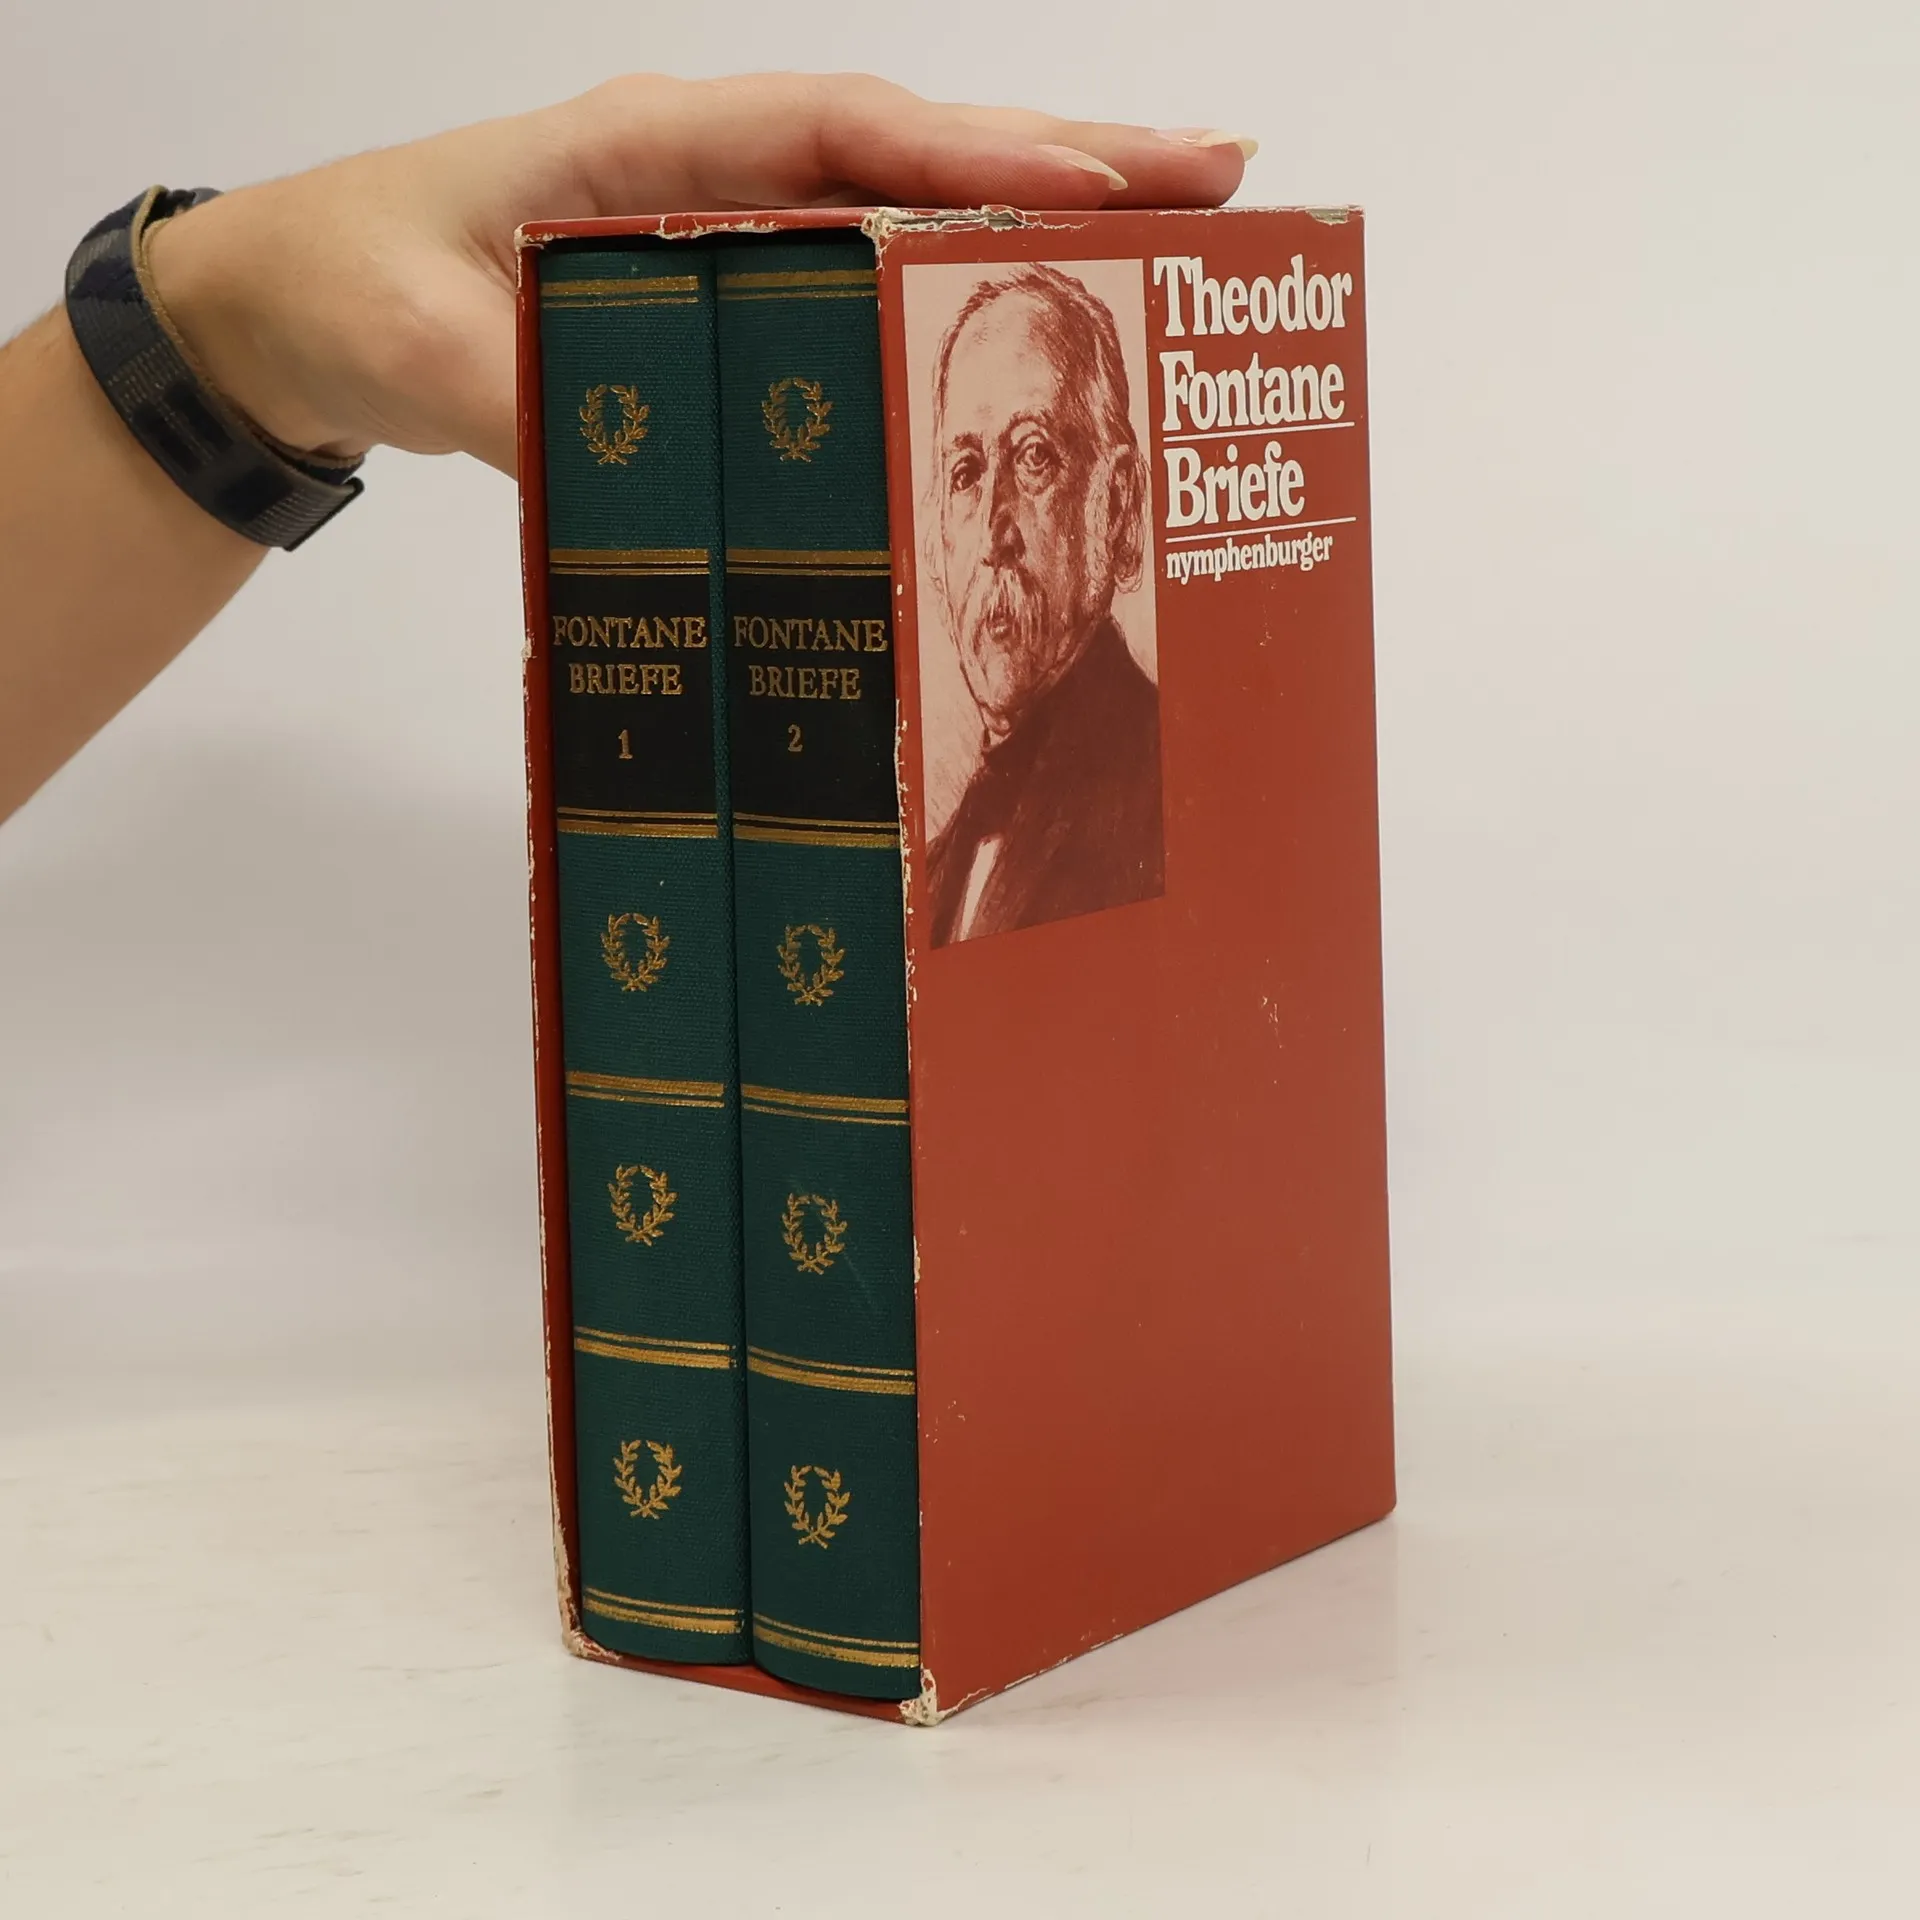 FONTANE
BRIEFE
1
FONTANE
BRIEFE
2
Theodor
Fontane
Briefe
nymphenburger